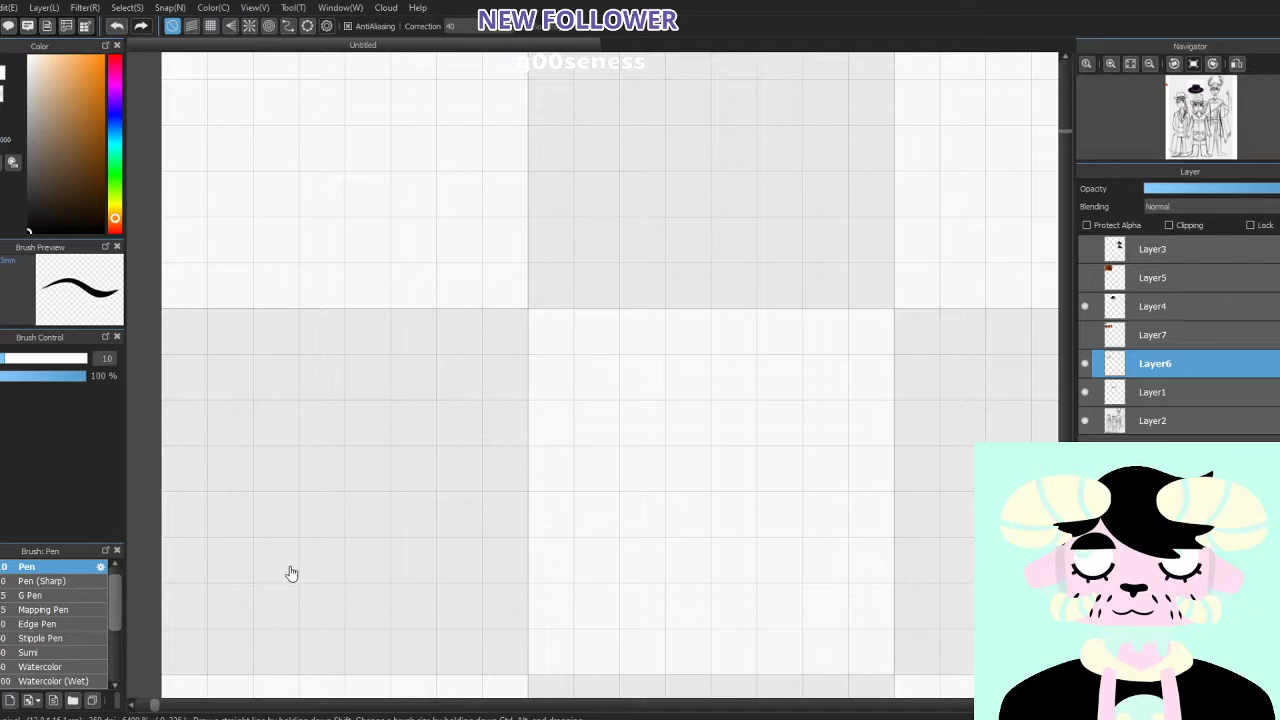 Layer(L) Filter(R) Select(S) Snap(N) Color(C) View(V) Tool(T) Window(W) Cloud Help
NEW FOLLOWER
g00seness
AntiAliasing Correction 40
Color
Untitled
Navigator
Brush Preview
Brush Control
10
100 %
Layer
Opacity
Blending Normal
Protect Alpha Clipping Lock
Layer3
Layer5
Layer4
Layer7
Layer6
Layer1
Layer2
Brush: Pen
Pen
Pen (Sharp)
G Pen
Mapping Pen
Edge Pen
Stipple Pen
Sumi
Watercolor
Watercolor (Wet)